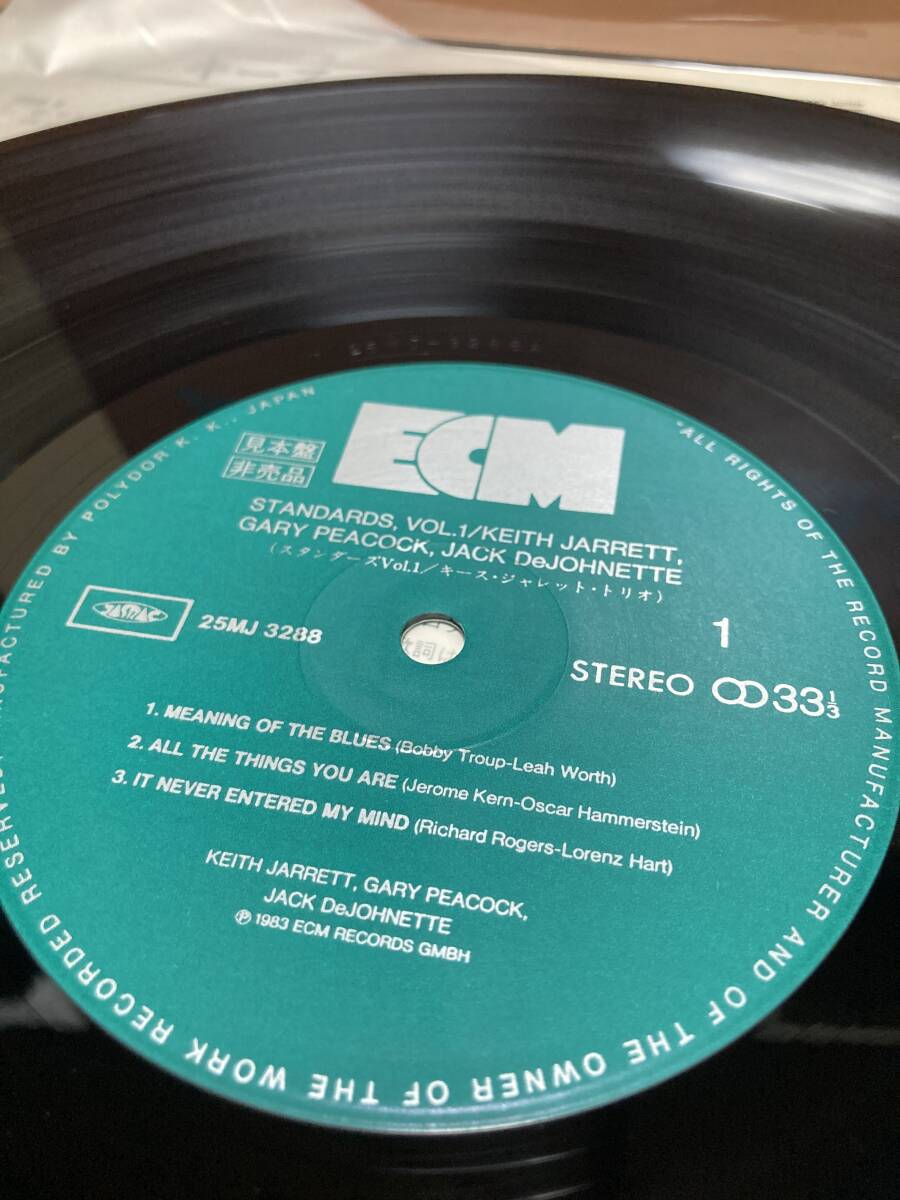 ECM
見本盤
非売品
STANDARDS, VOL.1/KEITH JARRETT,
GARY PEACOCK, JACK DeJOHNETTE
(スタンダーズVol.1/キース・ジャレット・トリオ)
JASRAC
25MJ 3288
1
STEREO 33 1/3
1. MEANING OF THE BLUES (Bobby Troup-Leah Worth)
2. ALL THE THINGS YOU ARE (Jerome Kern-Oscar Hammerstein)
3. IT NEVER ENTERED MY MIND (Richard Rogers-Lorenz Hart)
KEITH JARRETT, GARY PEACOCK,
JACK DeJOHNETTE
Ⓟ 1983 ECM RECORDS GMBH
"ALL RIGHTS OF THE RECORD MANUFACTURER AND OF THE OWNER OF THE WORK RECORDED RESERVED
MANUFACTURED BY POLYDOR K. K., JAPAN